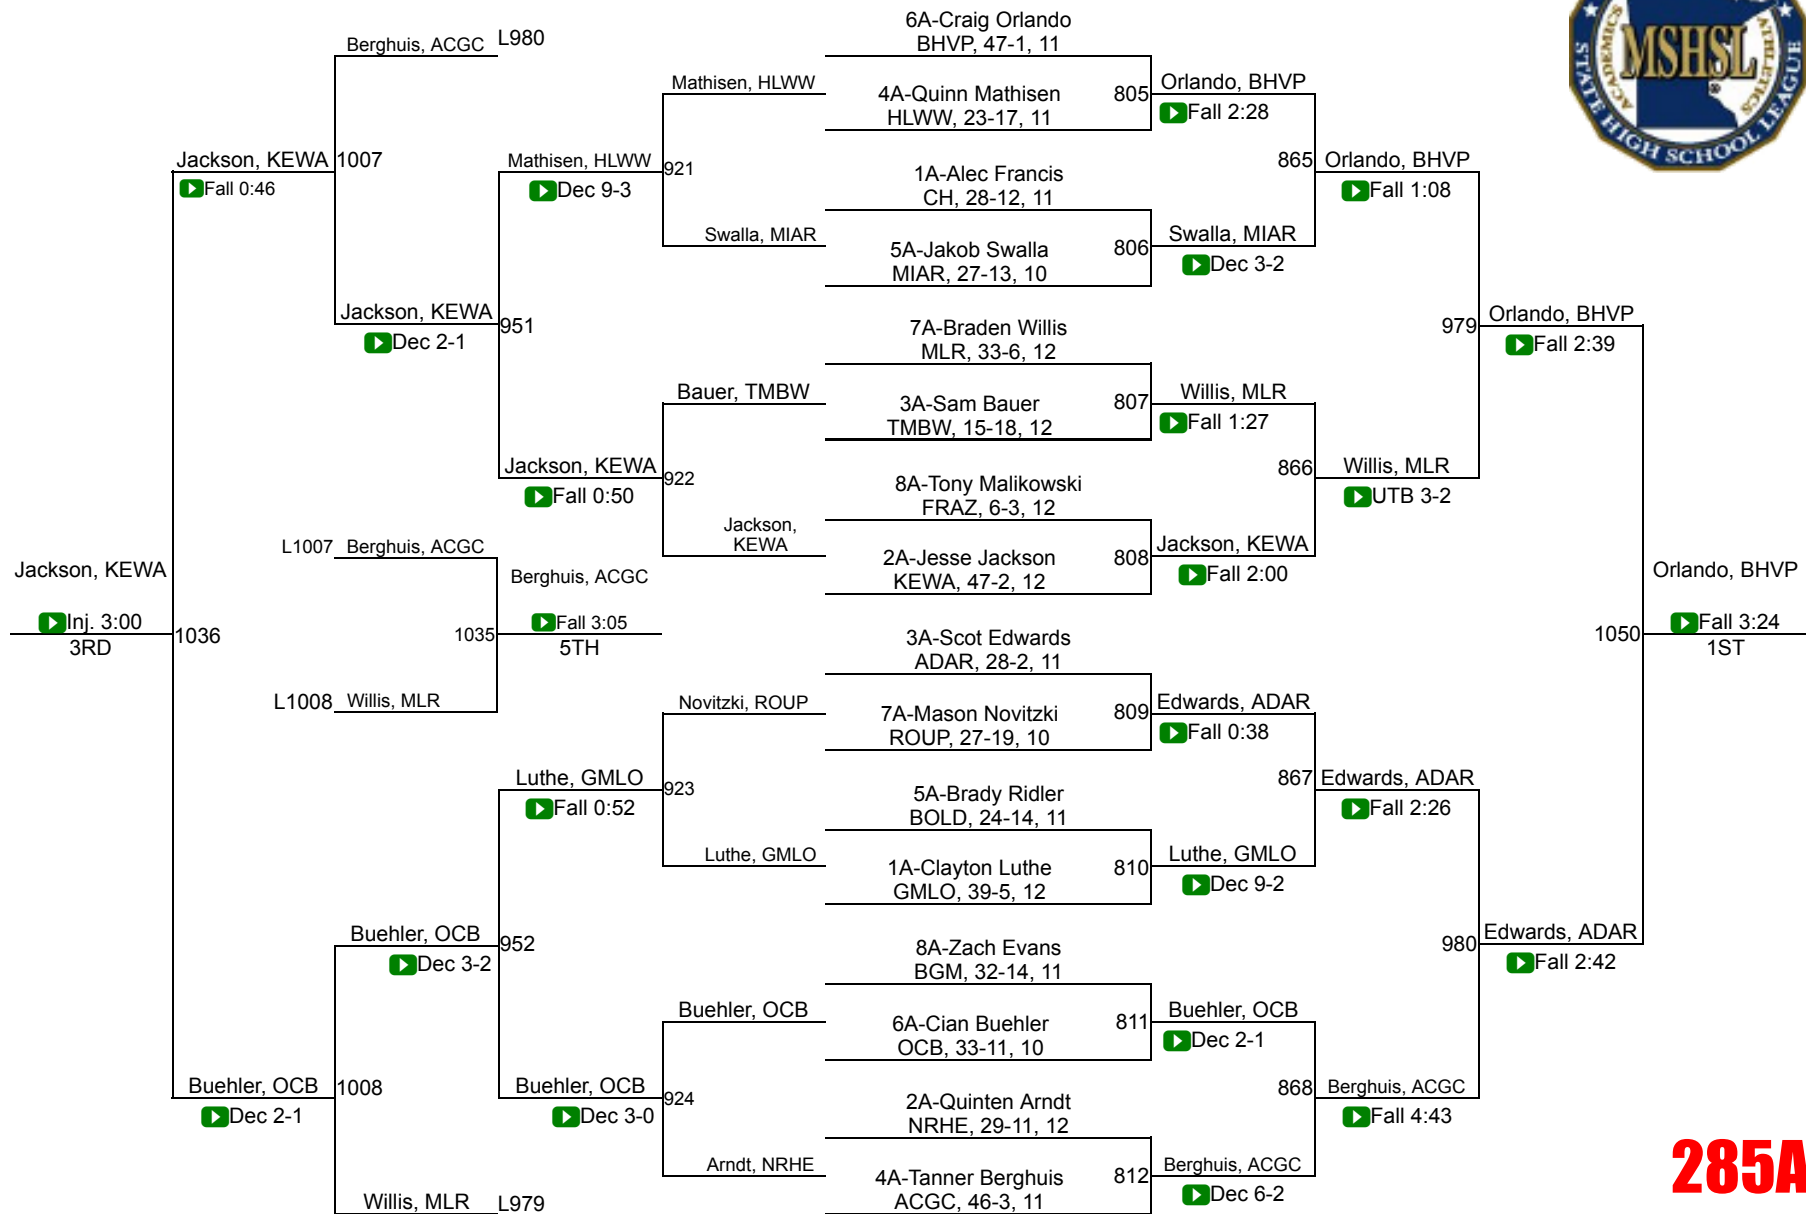 6A-Craig Orlando
BHVP, 47-1, 11
Berghuis, ACGC L980
Mathisen, HLWW
4A-Quinn Mathisen
HLWW, 23-17, 11
805
Orlando, BHVP
Fall 2:28
Jackson, KEWA 1007
Fall 0:46
Mathisen, HLWW
Dec 9-3
921
1A-Alec Francis
CH, 28-12, 11
865
Orlando, BHVP
Fall 1:08
Swalla, MIAR
5A-Jakob Swalla
MIAR, 27-13, 10
806
Swalla, MIAR
Dec 3-2
Jackson, KEWA
Dec 2-1
951
7A-Braden Willis
MLR, 33-6, 12
979
Orlando, BHVP
Fall 2:39
Bauer, TMBW
3A-Sam Bauer
TMBW, 15-18, 12
807
Willis, MLR
Fall 1:27
Jackson, KEWA
Fall 0:50
922
8A-Tony Malikowski
FRAZ, 6-3, 12
866
Willis, MLR
UTB 3-2
Jackson,
KEWA
2A-Jesse Jackson
KEWA, 47-2, 12
808
Jackson, KEWA
Fall 2:00
L1007 Berghuis, ACGC
Jackson, KEWA
Inj. 3:00
3RD
1036
Berghuis, ACGC
1035
Fall 3:05
5TH
Orlando, BHVP
1050
Fall 3:24
1ST
3A-Scot Edwards
ADAR, 28-2, 11
L1008 Willis, MLR
Novitzki, ROUP
7A-Mason Novitzki
ROUP, 27-19, 10
809
Edwards, ADAR
Fall 0:38
Luthe, GMLO
Fall 0:52
923
5A-Brady Ridler
BOLD, 24-14, 11
867
Edwards, ADAR
Fall 2:26
Luthe, GMLO
1A-Clayton Luthe
GMLO, 39-5, 12
810
Luthe, GMLO
Dec 9-2
Buehler, OCB
Dec 3-2
952
8A-Zach Evans
BGM, 32-14, 11
980
Edwards, ADAR
Fall 2:42
Buehler, OCB
6A-Cian Buehler
OCB, 33-11, 10
811
Buehler, OCB
Dec 2-1
Buehler, OCB
Dec 2-1
1008
Buehler, OCB
Dec 3-0
924
2A-Quinten Arndt
NRHE, 29-11, 12
868
Berghuis, ACGC
Fall 4:43
Arndt, NRHE
4A-Tanner Berghuis
ACGC, 46-3, 11
812
Berghuis, ACGC
Dec 6-2
Willis, MLR L979
285A
MSHSL
ACADEMICS
ATHLETICS
STATE HIGH SCHOOL LEAGUE